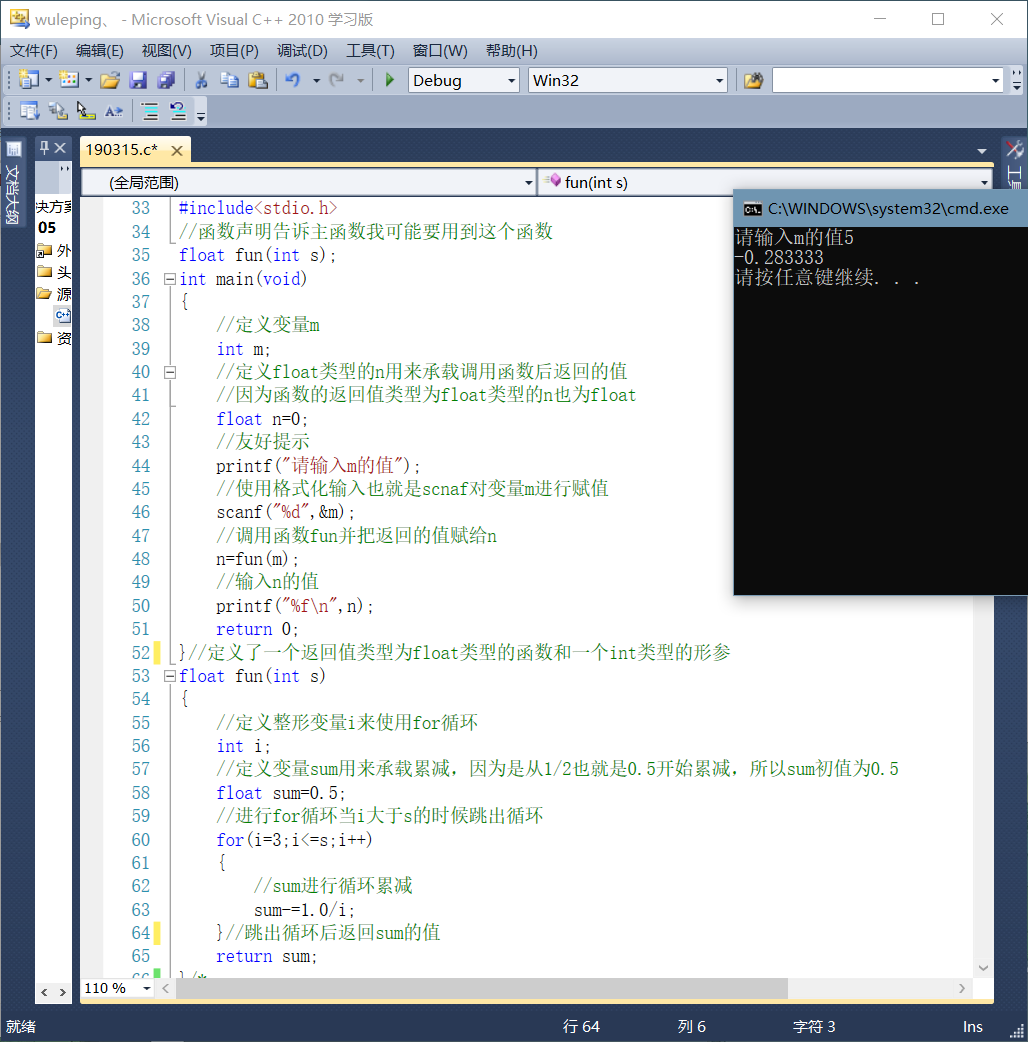 wuleping、 - Microsoft Visual C++ 2010 学习版
文件(F) 编辑(E) 视图(V) 项目(P) 调试(D) 工具(T) 窗口(W) 帮助(H)
Debug Win32
190315.c*
文档大纲
(全局范围) fun(int s)
决方案
05
外
头
源
资
工具
33 #include<stdio.h>
34 //函数声明告诉主函数我可能要用到这个函数
35 float fun(int s);
36 int main(void)
37 {
38 //定义变量m
39 int m;
40 //定义float类型的n用来承载调用函数后返回的值
41 //因为函数的返回值类型为float类型的n也为float
42 float n=0;
43 //友好提示
44 printf("请输入m的值");
45 //使用格式化输入也就是scnaf对变量m进行赋值
46 scanf("%d",&m);
47 //调用函数fun并把返回的值赋给n
48 n=fun(m);
49 //输入n的值
50 printf("%f\n",n);
51 return 0;
52 }//定义了一个返回值类型为float类型的函数和一个int类型的形参
53 float fun(int s)
54 {
55 //定义整形变量i来使用for循环
56 int i;
57 //定义变量sum用来承载累减，因为是从1/2也就是0.5开始累减，所以sum初值为0.5
58 float sum=0.5;
59 //进行for循环当i大于s的时候跳出循环
60 for(i=3;i<=s;i++)
61 {
62 //sum进行循环累减
63 sum-=1.0/i;
64 }//跳出循环后返回sum的值
65 return sum;
66 }/*
C:\WINDOWS\system32\cmd.exe
请输入m的值5
-0.283333
请按任意键继续. . .
110 %
就绪 行 64 列 6 字符 3 Ins